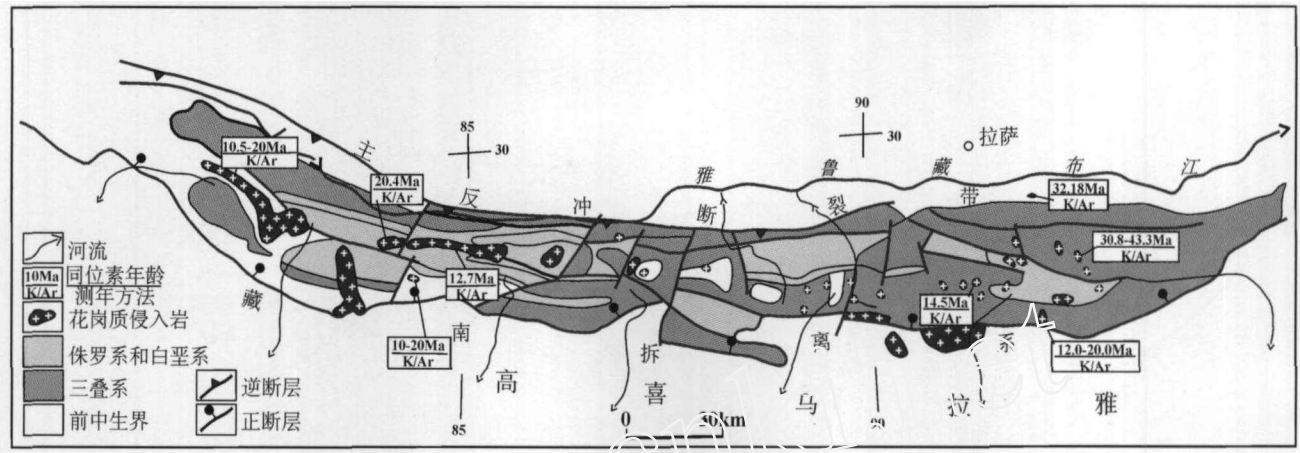 90
30
拉萨
85
30
10.5-20Ma
K/Ar
主
反
冲
断
裂
带
雅
鲁
藏
布
江
20.4Ma
K/Ar
32.18Ma
K/Ar
30.8-43.3Ma
K/Ar
12.7Ma
K/Ar
14.5Ma
K/Ar
10-20Ma
K/Ar
12.0-20.0Ma
K/Ar
藏
南
拆
离
系
高
喜
马
拉
雅
河流
10Ma
K/Ar
同位素年龄
测年方法
花岗质侵入岩
侏罗系和白垩系
三叠系
前中生界
逆断层
正断层
85
90
0
30km